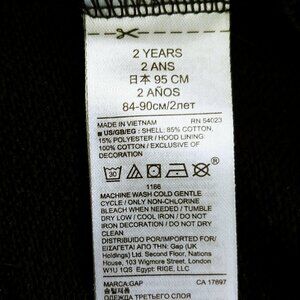 2 YEARS
2 ANS
日本 95 CM
2 AÑOS
84-90см/2лет
MADE IN VIETNAM RN 54023
■ US/GB/EG : SHELL: 85% COTTON,
15% POLYESTER / HOOD LINING:
100% COTTON / EXCLUSIVE OF
DECORATION
30
1166
MACHINE WASH COLD GENTLE
CYCLE / ONLY NON-CHLORINE
BLEACH WHEN NEEDED / TUMBLE
DRY LOW / COOL IRON / DO NOT
IRON DECORATION / DO NOT DRY
CLEAN
DISTRIBUIDO POR/IMPORTED FOR/
ΕΙΣΑΓΕΤΑΙ ΑΠΟ ΤΗΝ: Gap (UK
Holdings) Ltd. Second Floor, Nations
House, 103 Wigmore Street. London
W1U 1QS Egypt: RIGE, LLC
MARCA:GAP CA 17897
ОДЕЖДА ТРЕТЬЕГО СЛОЯ